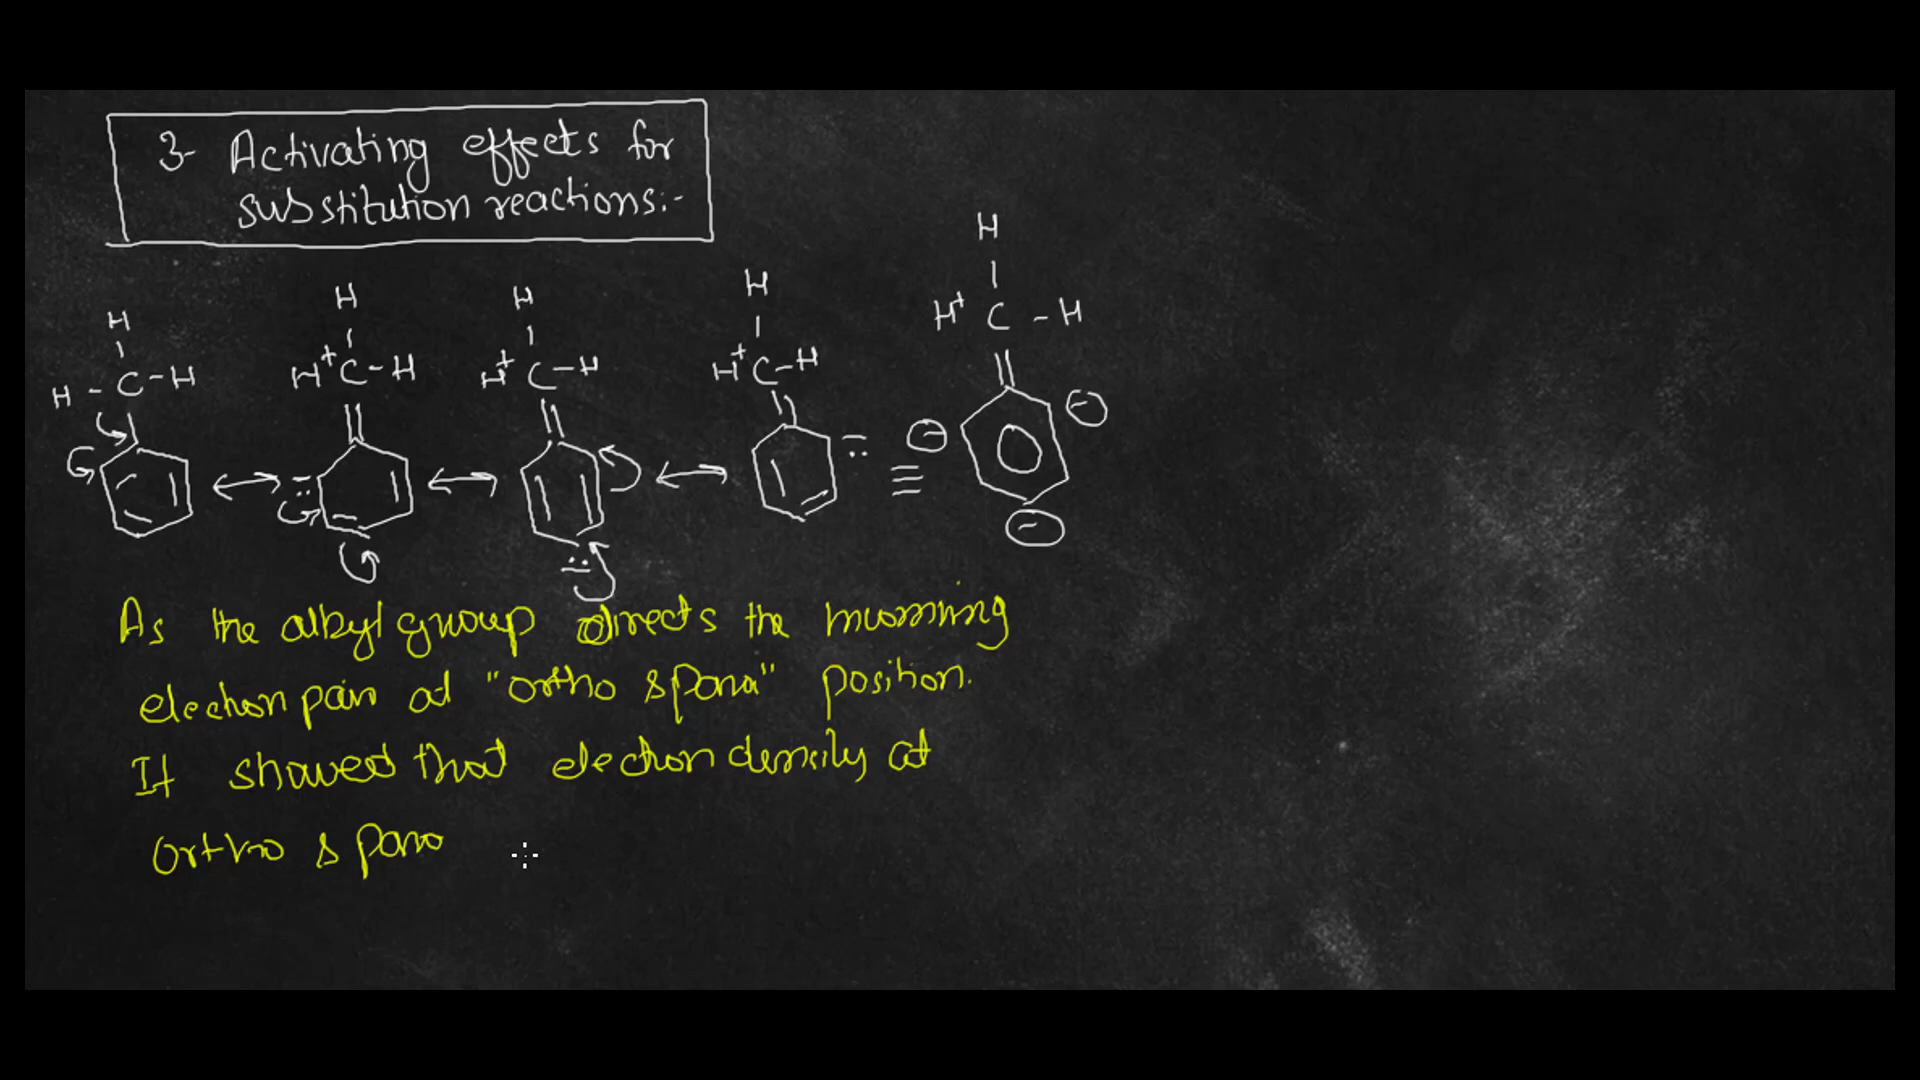 3- Activating effects for
substitution reactions:-
H H H H H
H - C - H H+ C - H H+ C - H H+ C - H H+ C - H
As the alkyl group directs the incoming
electron pair at "ortho & para" position.
It showed that electron density at
ortho & para